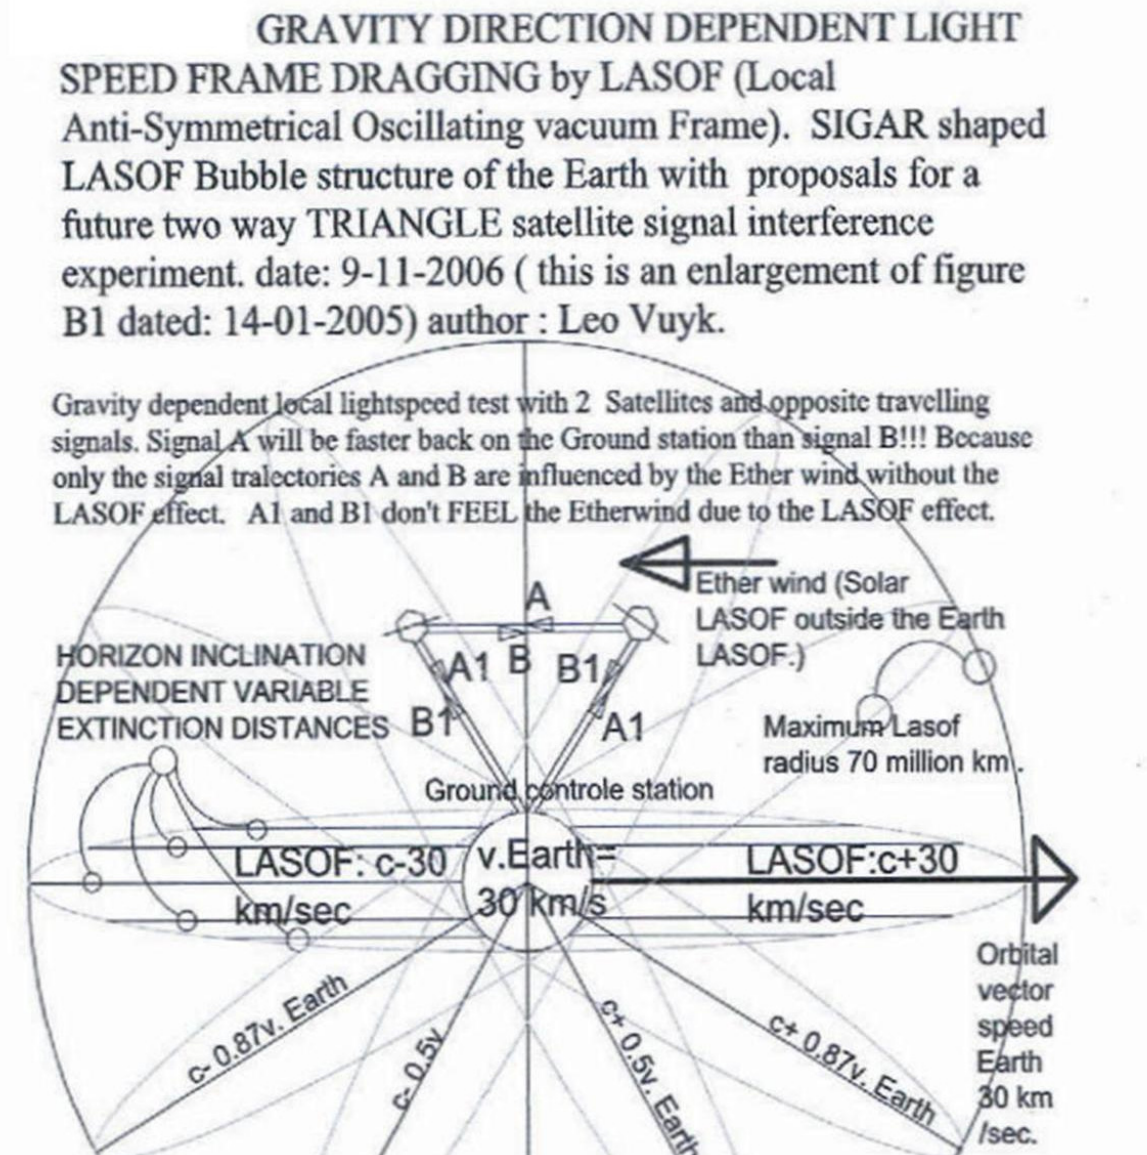 GRAVITY DIRECTION DEPENDENT LIGHT
SPEED FRAME DRAGGING by LASOF (Local
Anti-Symmetrical Oscillating vacuum Frame). SIGAR shaped
LASOF Bubble structure of the Earth with proposals for a
future two way TRIANGLE satellite signal interference
experiment. date: 9-11-2006 ( this is an enlargement of figure
B1 dated: 14-01-2005) author : Leo Vuyk.
Gravity dependent local lightspeed test with 2 Satellites and opposite travelling
signals. Signal A will be faster back on the Ground station than signal B!!! Because
only the signal tralectories A and B are influenced by the Ether wind without the
LASOF effect. A1 and B1 don't FEEL the Etherwind due to the LASOF effect.
Ether wind (Solar
LASOF outside the Earth
LASOF.)
A
A1 B B1
B1 A1
HORIZON INCLINATION
DEPENDENT VARIABLE
EXTINCTION DISTANCES
Maximum Lasof
radius 70 million km.
Ground controle station
LASOF: c-30
km/sec
v.Earth=
30 km/s
LASOF:c+30
km/sec
Orbital
vector
speed
Earth
30 km
/sec.
c- 0.87v. Earth
c- 0.5v
c+ 0.5v. Earth
c+ 0.87v. Earth